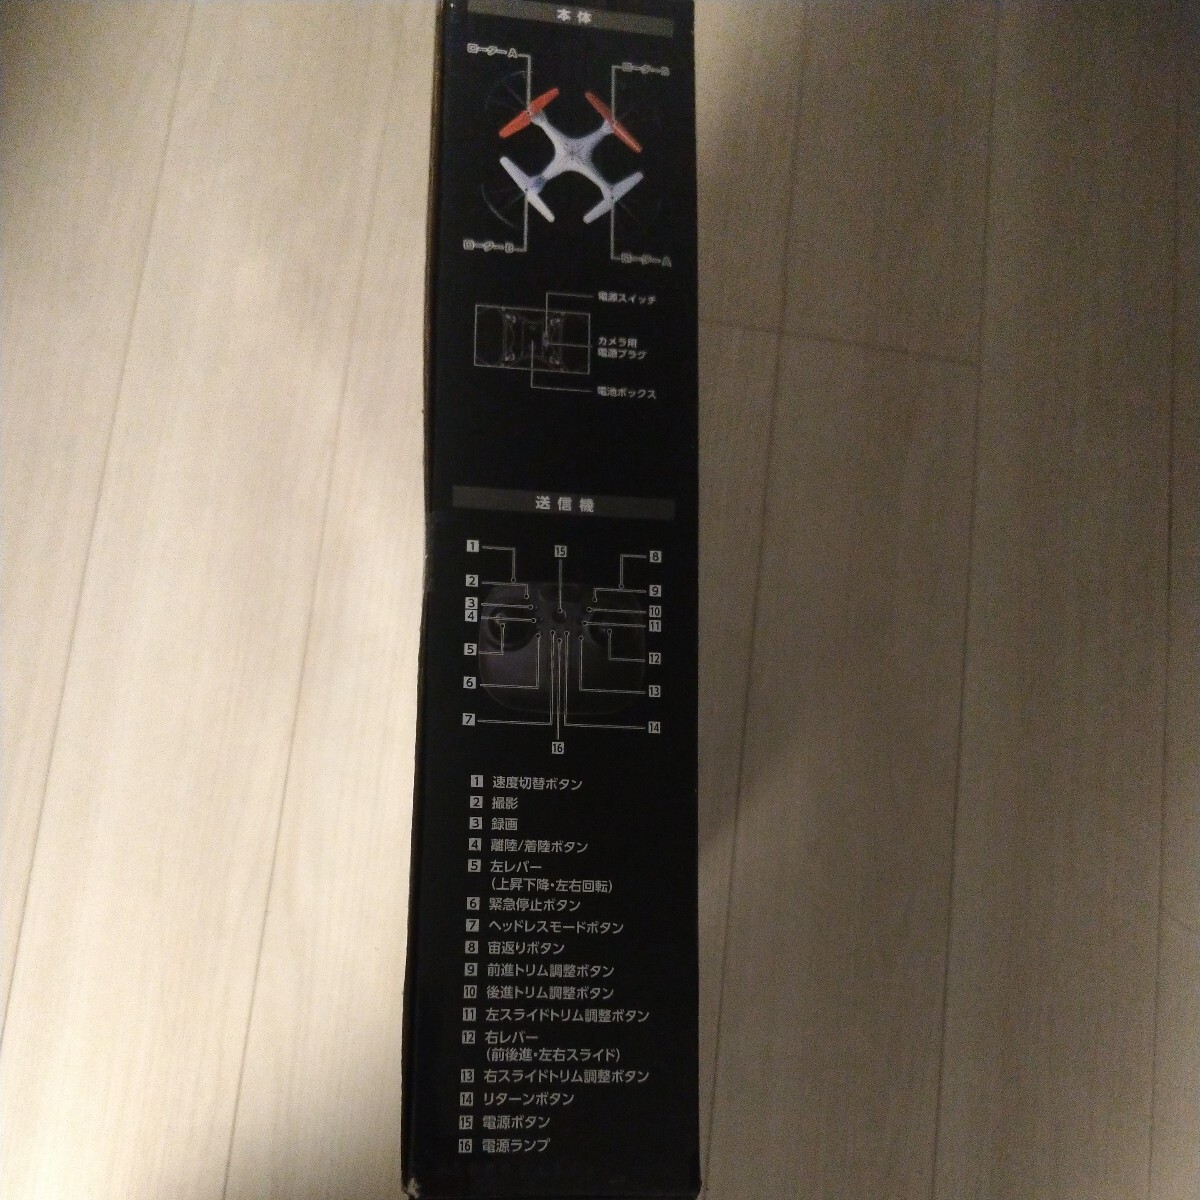 本体
ローターA
ローターB
ローターB
ローターA
電源スイッチ
カメラ用
電源プラグ
電池ボックス
送信機
1
15
8
2
9
3
10
4
11
5
12
6
13
7
14
16
1 速度切替ボタン
2 撮影
3 録画
4 離陸/着陸ボタン
5 左レバー
(上昇下降・左右回転)
6 緊急停止ボタン
7 ヘッドレスモードボタン
8 宙返りボタン
9 前進トリム調整ボタン
10 後進トリム調整ボタン
11 左スライドトリム調整ボタン
12 右レバー
(前後進・左右スライド)
13 右スライドトリム調整ボタン
14 リターンボタン
15 電源ボタン
16 電源ランプ